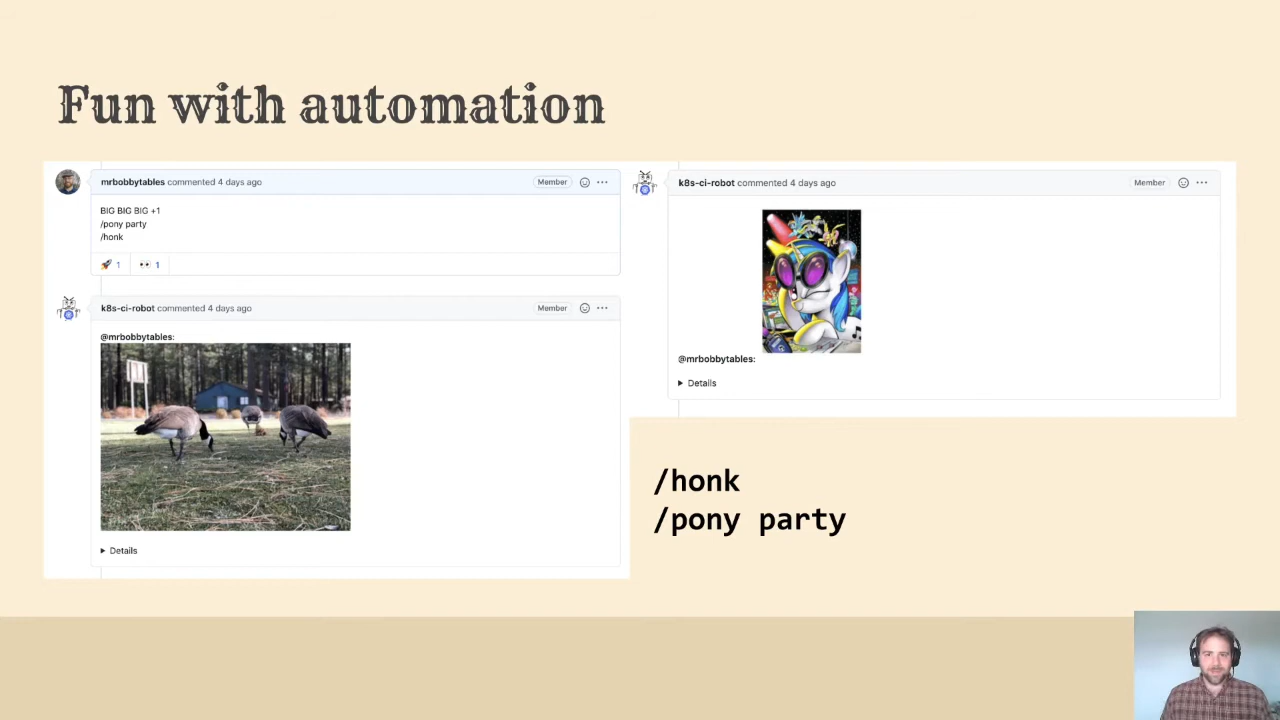 Fun with automation
mrbobbytables commented 4 days ago
Member
BIG BIG BIG +1
/pony party
/honk
1
1
k8s-ci-robot commented 4 days ago
Member
@mrbobbytables:
Details
k8s-ci-robot commented 4 days ago
Member
@mrbobbytables:
Details
/honk
/pony party